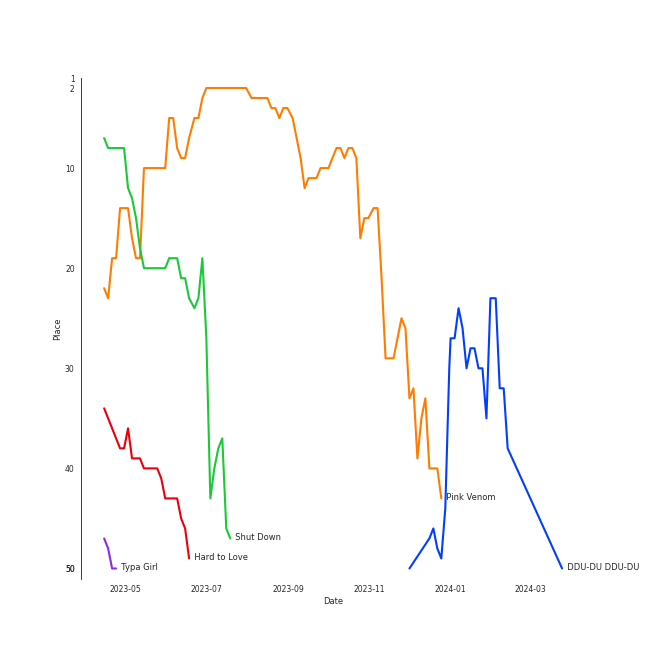 1
2
10
20
30
40
50
Place
Pink Venom
Shut Down
Hard to Love
Typa Girl
DDU-DU DDU-DU
2023-05
2023-07
2023-09
2023-11
2024-01
2024-03
Date